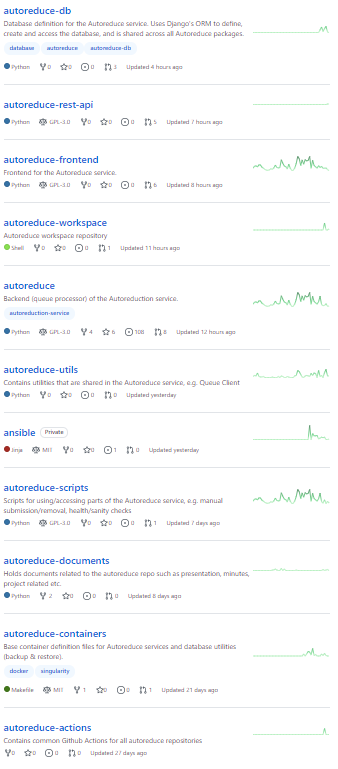 autoreduce-db
Database definition for the Autoreduce service. Uses Django's ORM to define,
create and access the database, and is shared across all Autoreduce packages.
database autoreduce autoreduce-db
Python 0 0 0 3 Updated 4 hours ago
autoreduce-rest-api
Python GPL-3.0 0 0 0 5 Updated 7 hours ago
autoreduce-frontend
Frontend for the Autoreduce service.
Python GPL-3.0 0 0 0 6 Updated 8 hours ago
autoreduce-workspace
Autoreduce workspace repository
Shell 0 0 0 1 Updated 11 hours ago
autoreduce
Backend (queue processor) of the Autoreduction service.
autoreduction-service
Python GPL-3.0 4 6 108 8 Updated 12 hours ago
autoreduce-utils
Contains utilities that are shared in the Autoreduce service, e.g. Queue Client
Python 0 0 0 0 Updated yesterday
ansible Private
Jinja MIT 0 0 1 0 Updated yesterday
autoreduce-scripts
Scripts for using/accessing parts of the Autoreduce service, e.g. manual
submission/removal, health/sanity checks
Python GPL-3.0 0 0 0 1 Updated 7 days ago
autoreduce-documents
Holds documents related to the autoreduce repo such as presentation, minutes,
project related etc.
Python 2 0 0 0 Updated 8 days ago
autoreduce-containers
Base container definition files for Autoreduce services and database utilities
(backup & restore).
docker singularity
Makefile MIT 1 0 0 1 Updated 21 days ago
autoreduce-actions
Contains common Github Actions for all autoreduce repositories
0 0 0 0 Updated 27 days ago